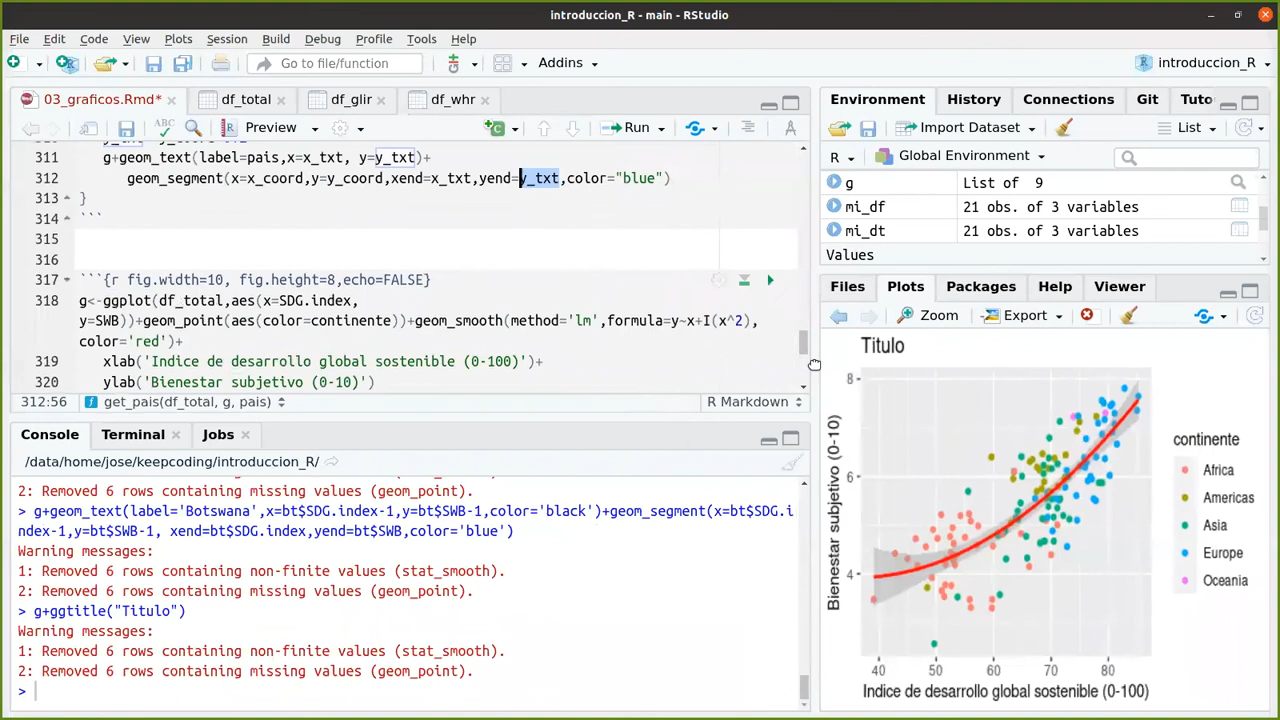 introduccion_R - main - RStudio
File Edit Code View Plots Session Build Debug Profile Tools Help
Go to file/function Addins introduccion_R
03_graficos.Rmd* df_total df_glir df_whr
ABC Preview Run
311 g+geom_text(label=pais,x=x_txt, y=y_txt)+
312 geom_segment(x=x_coord,y=y_coord,xend=x_txt,yend=y_txt,color="blue")
313 }
314 ```
315
316
317 ```{r fig.width=10, fig.height=8,echo=FALSE}
318 g<-ggplot(df_total,aes(x=SDG.index,
y=SWB))+geom_point(aes(color=continente))+geom_smooth(method='lm',formula=y~x+I(x^2),
color='red')+
319 xlab('Indice de desarrollo global sostenible (0-100)')+
320 ylab('Bienestar subjetivo (0-10)')
312:56 get_pais(df_total, g, pais) R Markdown
Console Terminal Jobs
/data/home/jose/keepcoding/introduccion_R/
2: Removed 6 rows containing missing values (geom_point).
> g+geom_text(label='Botswana',x=bt$SDG.index-1,y=bt$SWB-1,color='black')+geom_segment(x=bt$SDG.i
ndex-1,y=bt$SWB-1, xend=bt$SDG.index,yend=bt$SWB,color='blue')
Warning messages:
1: Removed 6 rows containing non-finite values (stat_smooth).
2: Removed 6 rows containing missing values (geom_point).
> g+ggtitle("Titulo")
Warning messages:
1: Removed 6 rows containing non-finite values (stat_smooth).
2: Removed 6 rows containing missing values (geom_point).
>
Environment History Connections Git Tuto
Import Dataset List
R Global Environment
g List of 9
mi_df 21 obs. of 3 variables
mi_dt 21 obs. of 3 variables
Values
Files Plots Packages Help Viewer
Zoom Export
Titulo
8
6
4
Bienestar subjetivo (0-10)
40 50 60 70 80
Indice de desarrollo global sostenible (0-100)
continente
Africa
Americas
Asia
Europe
Oceania